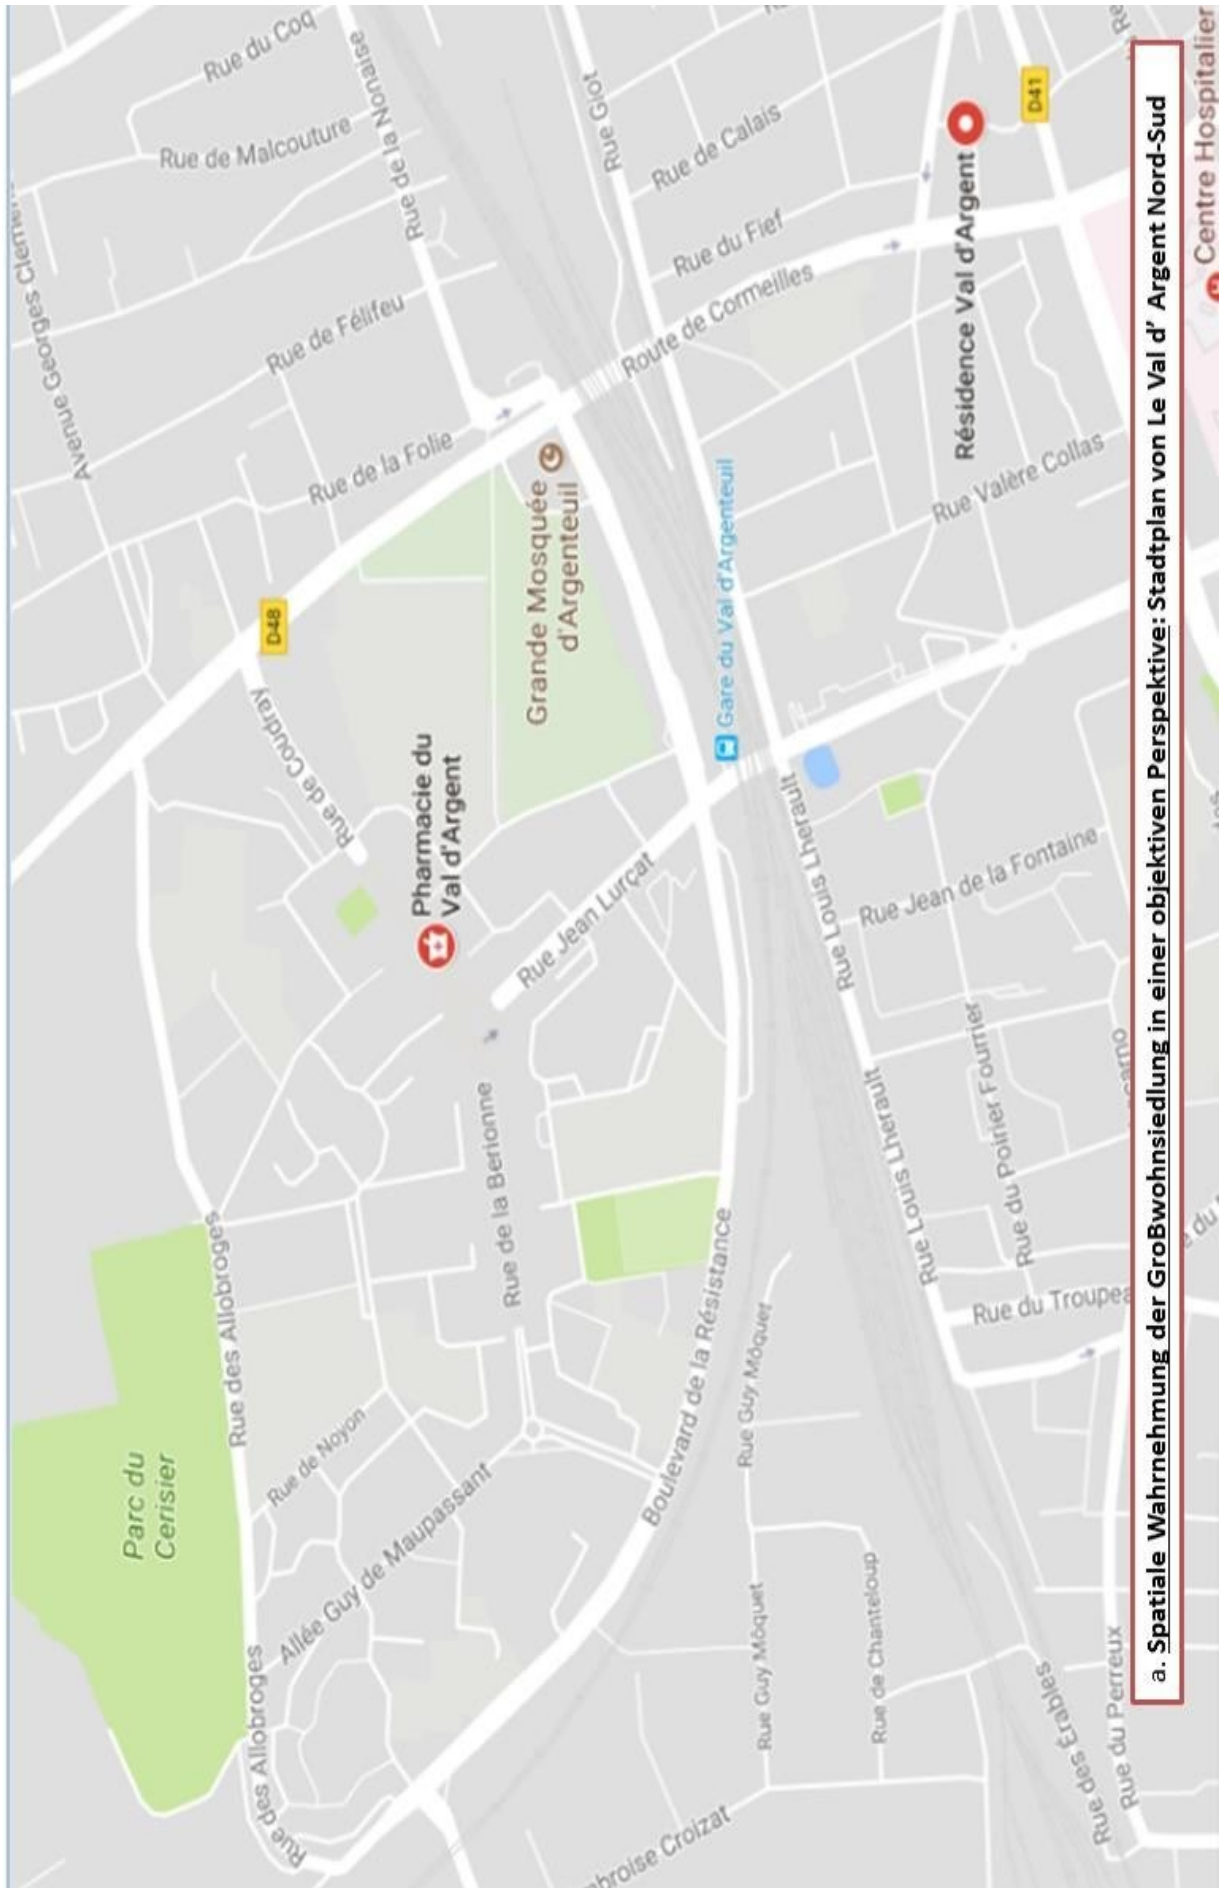 Parc du
Cerisier
Rue des Allobroges
Rue des Allobroges
Rue
Avenue Georges Clemen
Rue du Coq
Rue de Malcouture
Rue de la Nonaise
Rue de Félifeu
Rue de la Folie
D48
Rue de Coudray
Rue de Noyon
Allée Guy de Maupassant
Pharmacie du
Val d'Argent
Rue de la Berionne
Rue Jean Lurçat
Grande Mosquée
d'Argenteuil
Rue Giot
Rue de Calais
Rue du Fief
Route de Cormeilles
Boulevard de la Résistance
Gare du Val d'Argenteuil
broise Croizat
Rue Guy Môquet
Rue Guy Môquet
Rue de Chanteloup
Rue Louis Lherault
Rue Louis Lherault
Rue Jean de la Fontaine
Rue Valère Collas
Résidence Val d'Argent
D41
Rue du Poirier Fourrier
Rue du Troupea
Rue des Érables
Rue du Perreux
ocarno
e du
a. Spatiale Wahrnehmung der GroBwohnsiedlung in einer objektiven Perspektive: Stadtplan von Le Val d’ Argent Nord-Sud
Centre Hospitalier